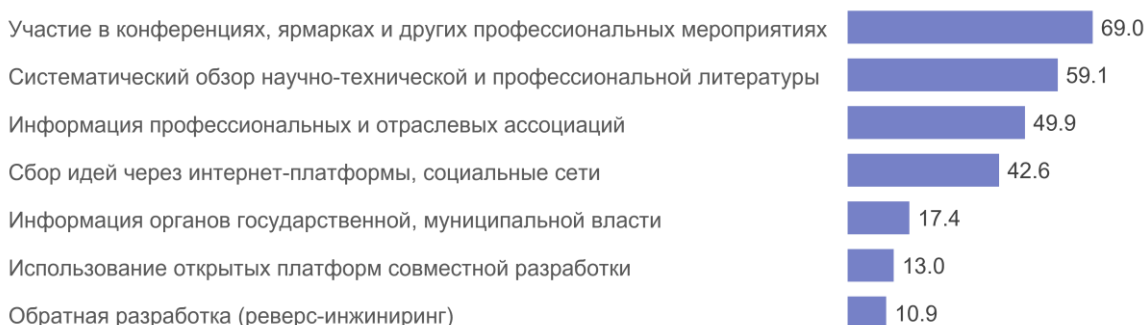 Участие в конференциях, ярмарках и других профессиональных мероприятиях 69.0
Систематический обзор научно-технической и профессиональной литературы 59.1
Информация профессиональных и отраслевых ассоциаций 49.9
Сбор идей через интернет-платформы, социальные сети 42.6
Информация органов государственной, муниципальной власти 17.4
Использование открытых платформ совместной разработки 13.0
Обратная разработка (реверс-инжиниринг) 10.9